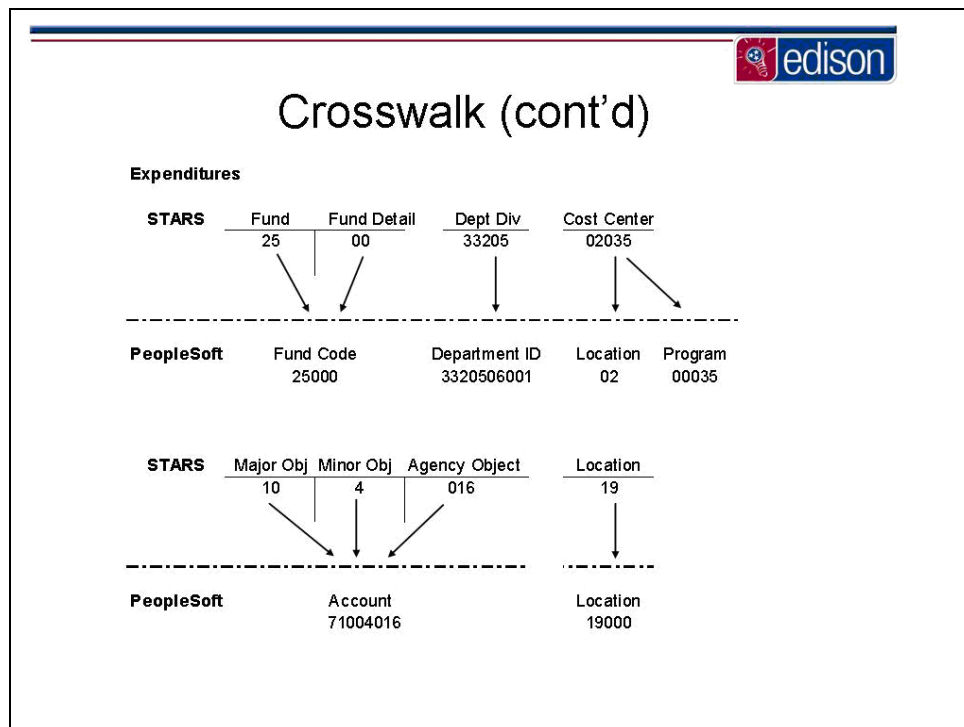 edison
Crosswalk (cont'd)
Expenditures
STARS Fund Fund Detail Dept Div Cost Center
25 00 33205 02035
PeopleSoft Fund Code Department ID Location Program
25000 3320506001 02 00035
STARS Major Obj Minor Obj Agency Object Location
10 4 016 19
PeopleSoft Account Location
71004016 19000